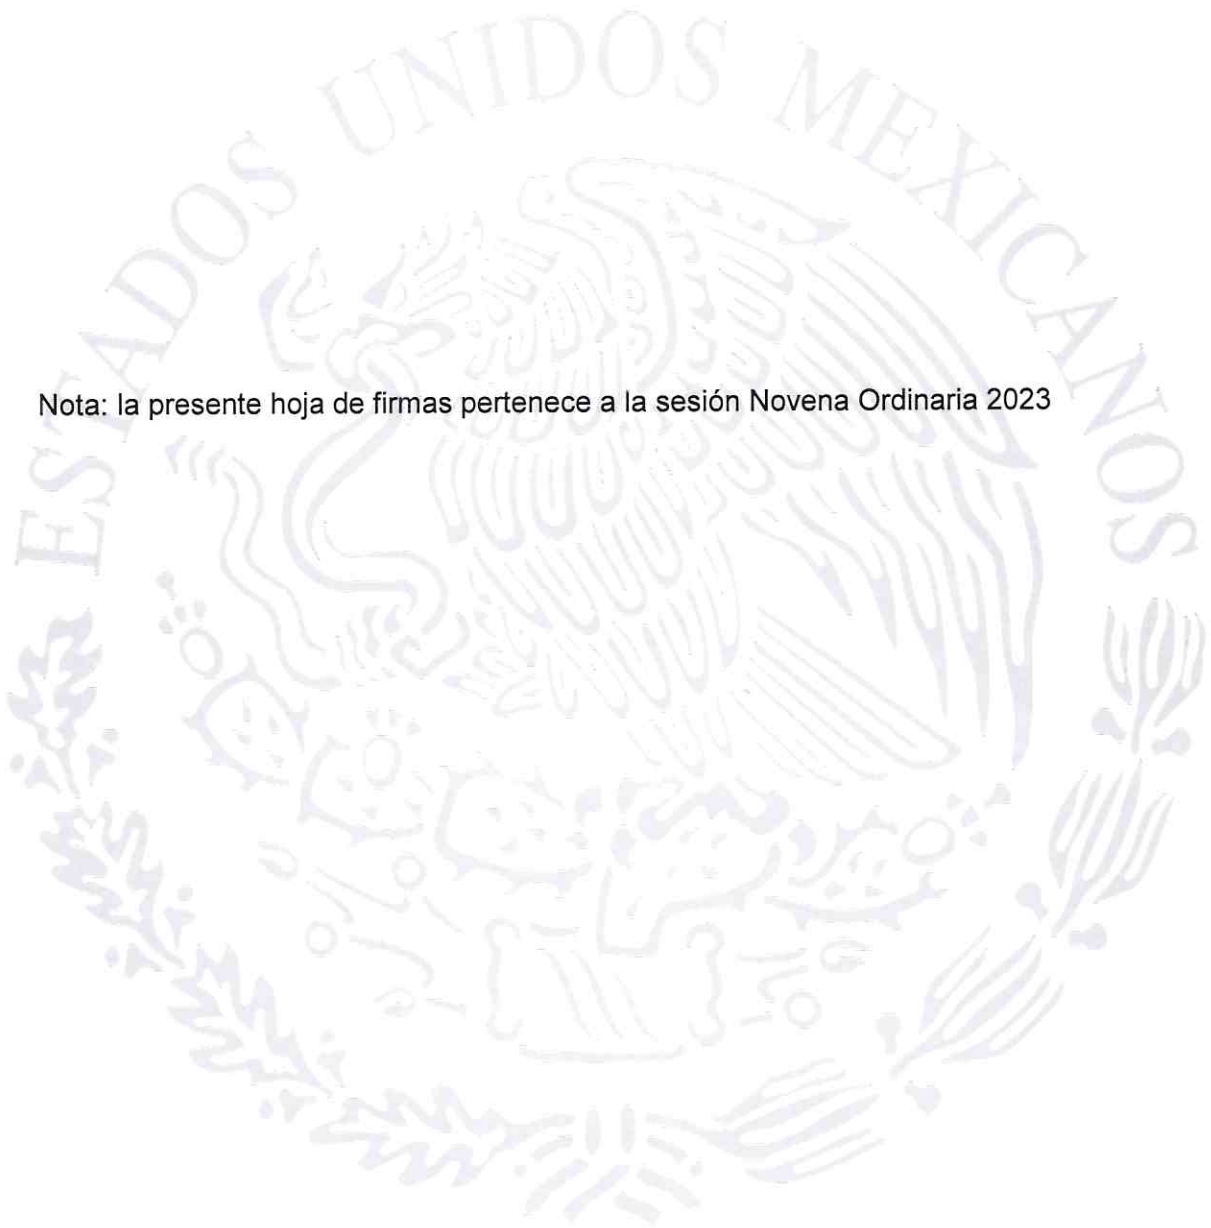 ESTADOS UNIDOS MEXICANOS
Nota: la presente hoja de firmas pertenece a la sesión Novena Ordinaria 2023